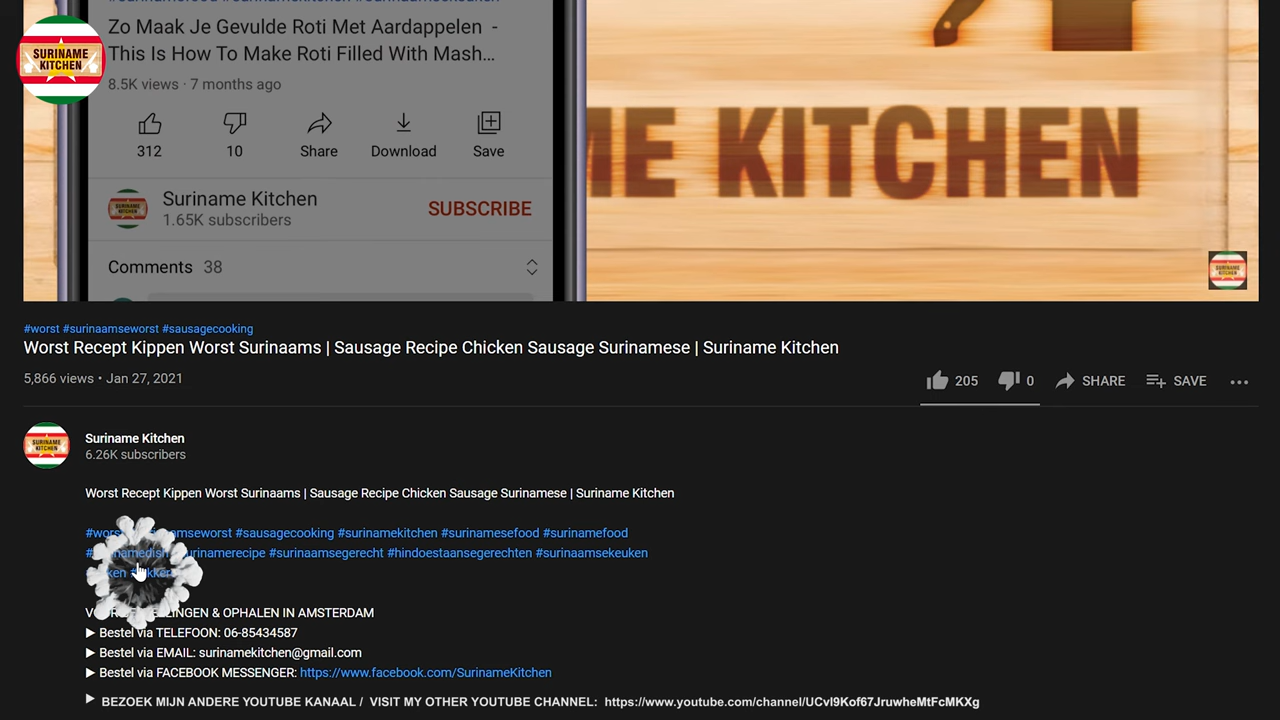 Zo Maak Je Gevulde Roti Met Aardappelen -
This Is How To Make Roti Filled With Mash...
8.5K views · 7 months ago
312 10 Share Download Save
Suriname Kitchen
1.65K subscribers
SUBSCRIBE
Comments 38
SURINAME
KITCHEN
ME KITCHEN
#worst #surinaamseworst #sausagecooking
Worst Recept Kippen Worst Surinaams | Sausage Recipe Chicken Sausage Surinamese | Suriname Kitchen
5,866 views • Jan 27, 2021
205 0 SHARE SAVE
SURINAME
KITCHEN
Suriname Kitchen
6.26K subscribers
Worst Recept Kippen Worst Surinaams | Sausage Recipe Chicken Sausage Surinamese | Suriname Kitchen
#sausagecooking #surinamekitchen #surinamesefood #surinamefood
#surinaamsegerecht #hindoestaansegerechten #surinaamsekeuken
& OPHALEN IN AMSTERDAM
▶ Bestel via TELEFOON: 06-85434587
▶ Bestel via EMAIL: surinamekitchen@gmail.com
▶ Bestel via FACEBOOK MESSENGER: https://www.facebook.com/SurinameKitchen
▶ BEZOEK MIJN ANDERE YOUTUBE KANAAL / VISIT MY OTHER YOUTUBE CHANNEL: https://www.youtube.com/channel/UCvI9Kof67JruwheMtFcMKXg